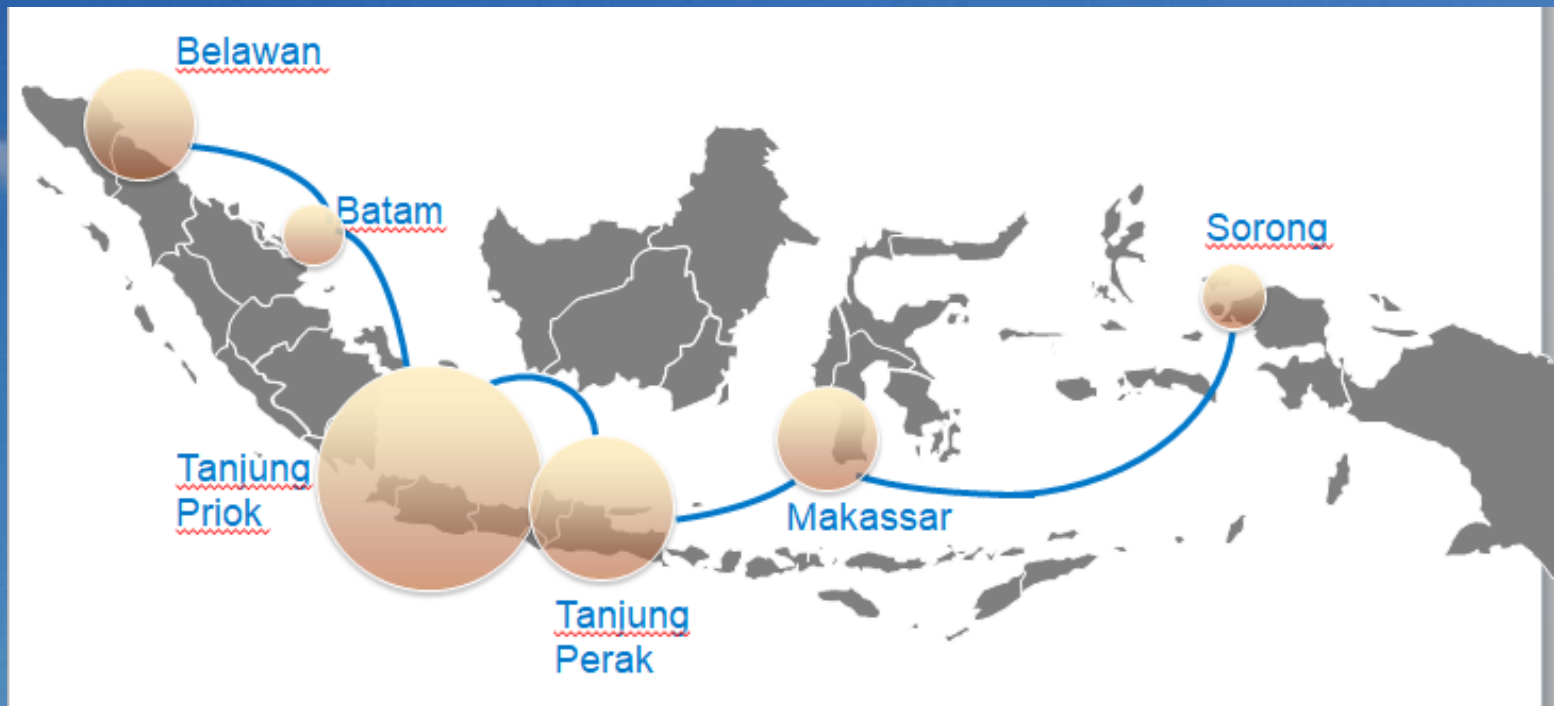 Belawan
Batam
Sorong
Tanjung
Priok
Makassar
Tanjung
Perak